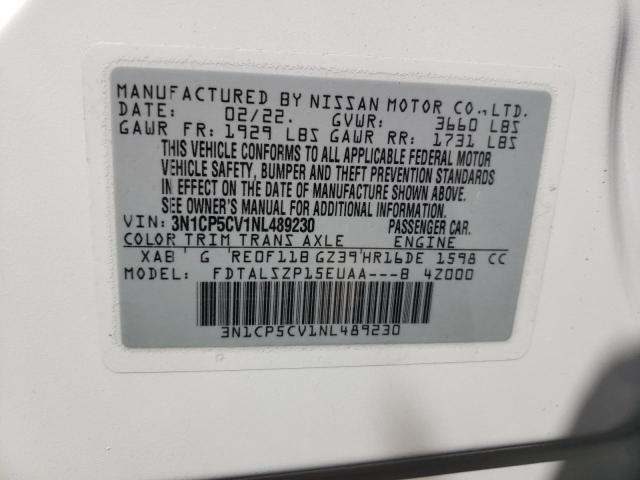 MANUFACTURED BY NISSAN MOTOR CO.,LTD.
DATE: 02/22. GVWR: 3660 LBS
GAWR FR: 1929 LBS GAWR RR: 1731 LBS
THIS VEHICLE CONFORMS TO ALL APPLICABLE FEDERAL MOTOR
VEHICLE SAFETY, BUMPER AND THEFT PREVENTION STANDARDS
IN EFFECT ON THE DATE OF MANUFACTURE SHOWN ABOVE.
SEE OWNER'S MANUAL FOR ADDITIONAL INFORMATION.
VIN: 3N1CP5CV1NL489230 PASSENGER CAR.
COLOR TRIM TRANS AXLE ENGINE
XAB' G 'RE0F11B GZ39'HR16DE 1598 CC
MODEL: FDTALSZP15EUAA---B 4Z000
3N1CP5CV1NL489230